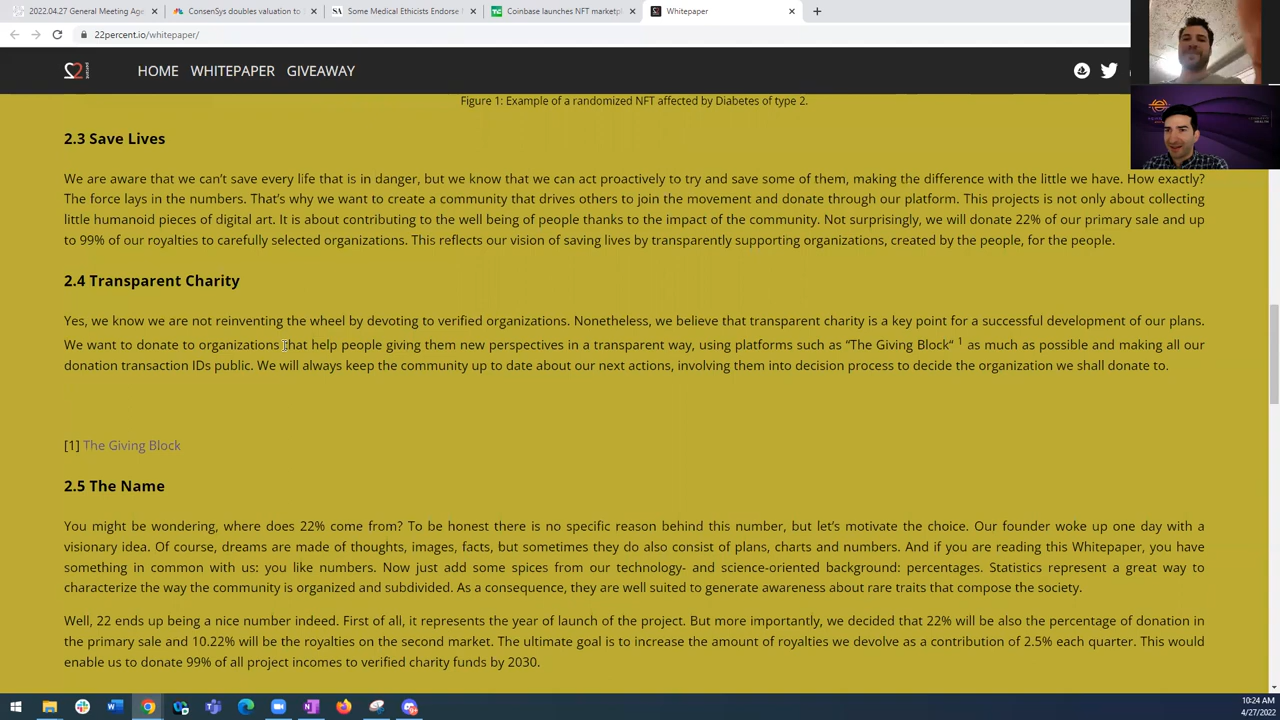 2022.04.27 General Meeting Age
ConsenSys doubles valuation to
Some Medical Ethicists Endorse
Coinbase launches NFT marketpl
Whitepaper
22percent.io/whitepaper/
22 percent
HOME WHITEPAPER GIVEAWAY
Figure 1: Example of a randomized NFT affected by Diabetes of type 2.
2.3 Save Lives
We are aware that we can't save every life that is in danger, but we know that we can act proactively to try and save some of them, making the difference with the little we have. How exactly?
The force lays in the numbers. That's why we want to create a community that drives others to join the movement and donate through our platform. This projects is not only about collecting
little humanoid pieces of digital art. It is about contributing to the well being of people thanks to the impact of the community. Not surprisingly, we will donate 22% of our primary sale and up
to 99% of our royalties to carefully selected organizations. This reflects our vision of saving lives by transparently supporting organizations, created by the people, for the people.
2.4 Transparent Charity
Yes, we know we are not reinventing the wheel by devoting to verified organizations. Nonetheless, we believe that transparent charity is a key point for a successful development of our plans.
We want to donate to organizations that help people giving them new perspectives in a transparent way, using platforms such as "The Giving Block" 1 as much as possible and making all our
donation transaction IDs public. We will always keep the community up to date about our next actions, involving them into decision process to decide the organization we shall donate to.
[1] The Giving Block
2.5 The Name
You might be wondering, where does 22% come from? To be honest there is no specific reason behind this number, but let's motivate the choice. Our founder woke up one day with a
visionary idea. Of course, dreams are made of thoughts, images, facts, but sometimes they do also consist of plans, charts and numbers. And if you are reading this Whitepaper, you have
something in common with us: you like numbers. Now just add some spices from our technology- and science-oriented background: percentages. Statistics represent a great way to
characterize the way the community is organized and subdivided. As a consequence, they are well suited to generate awareness about rare traits that compose the society.
Well, 22 ends up being a nice number indeed. First of all, it represents the year of launch of the project. But more importantly, we decided that 22% will be also the percentage of donation in
the primary sale and 10.22% will be the royalties on the second market. The ultimate goal is to increase the amount of royalties we devolve as a contribution of 2.5% each quarter. This would
enable us to donate 99% of all project incomes to verified charity funds by 2030.
10:24 AM
4/27/2022